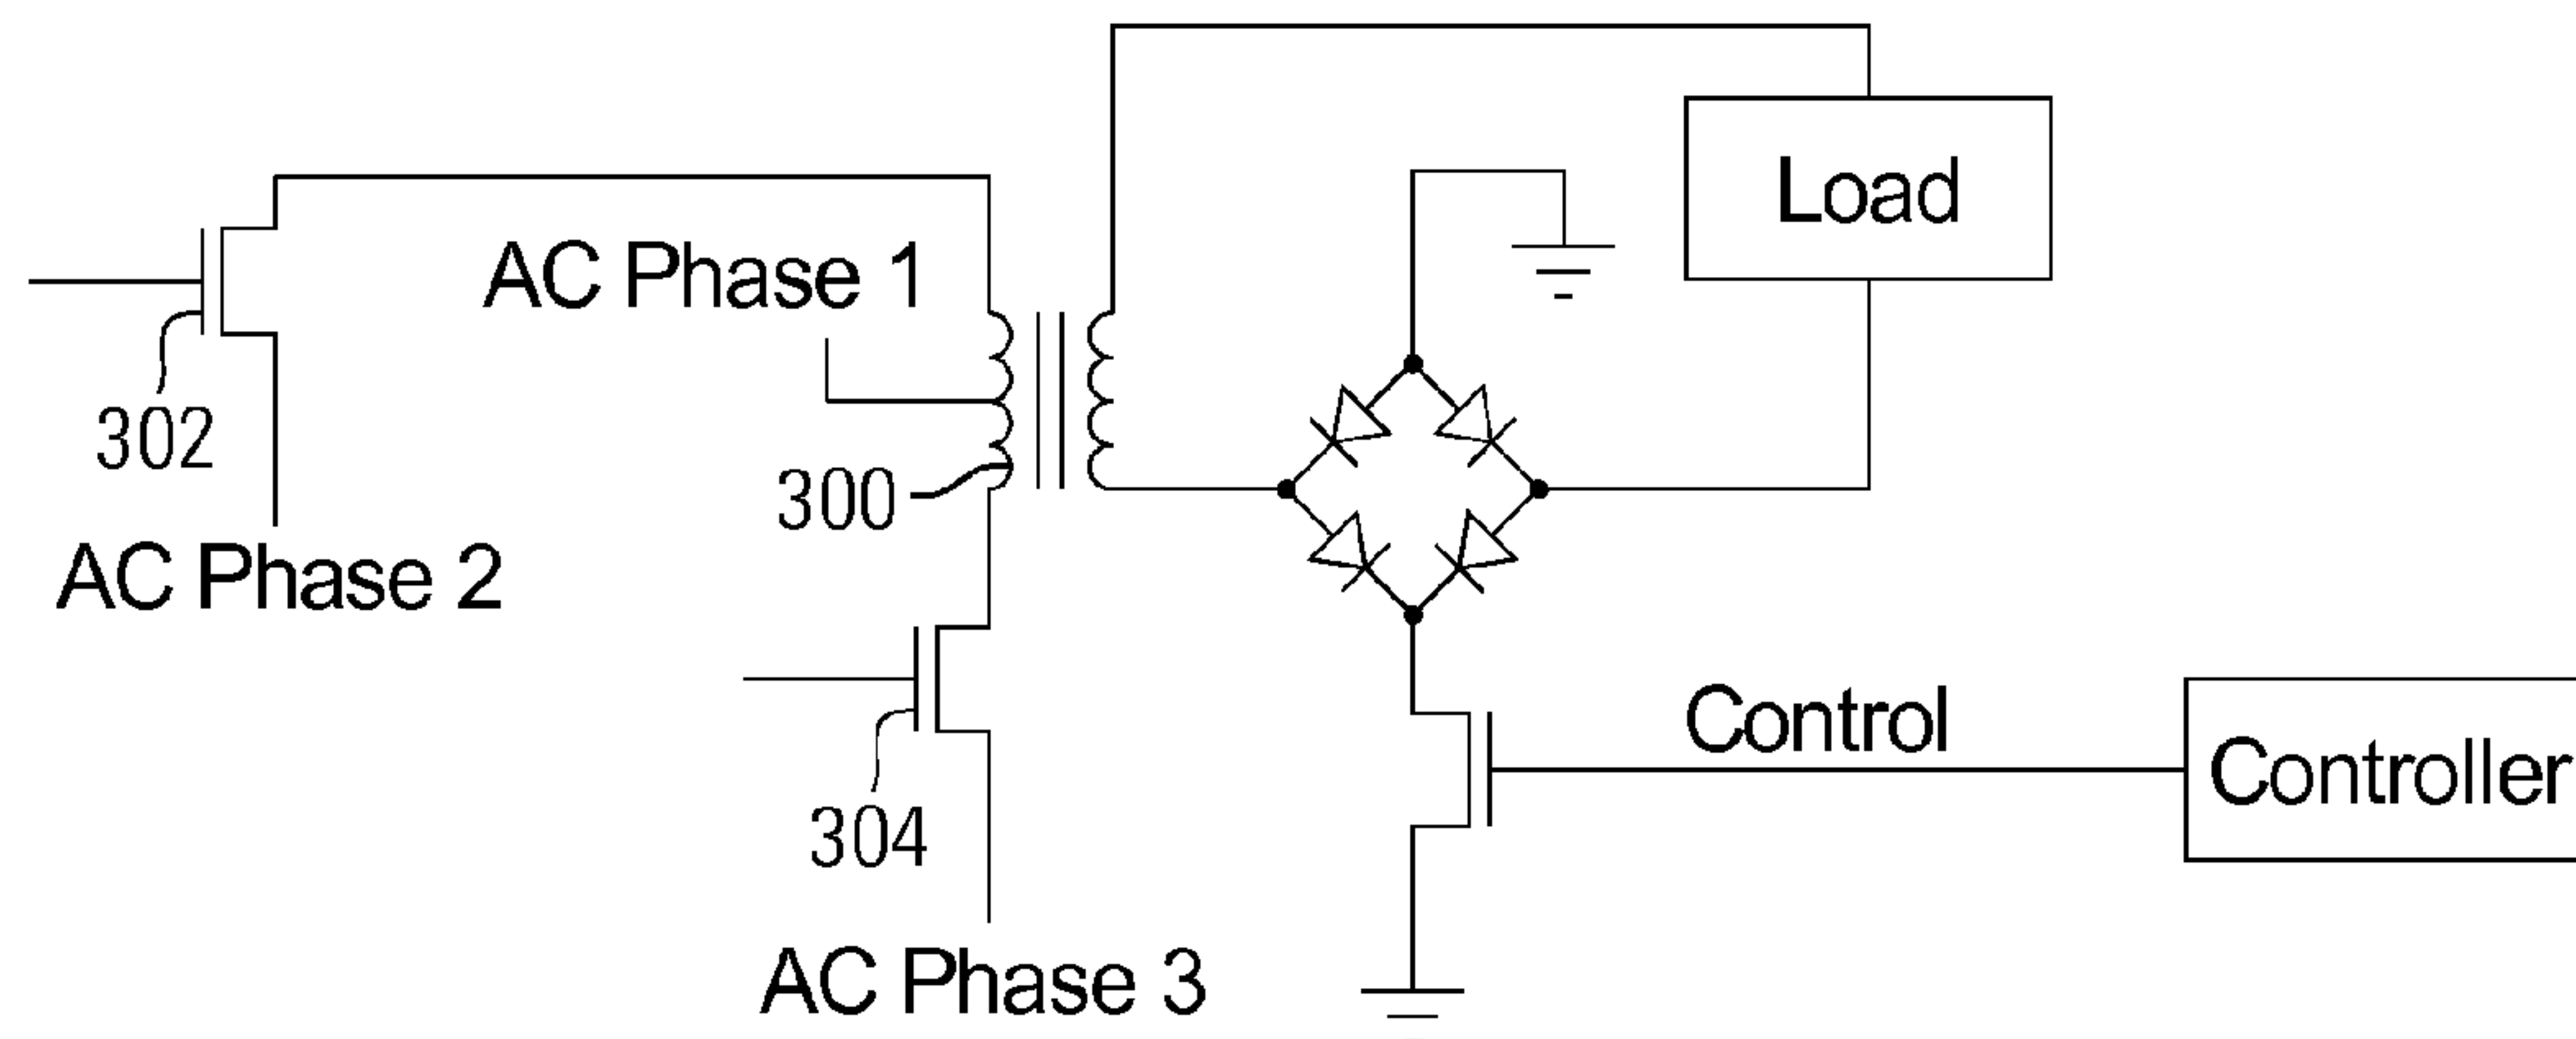 Load
AC Phase 1
302
300
AC Phase 2
Control
Controller
304
AC Phase 3